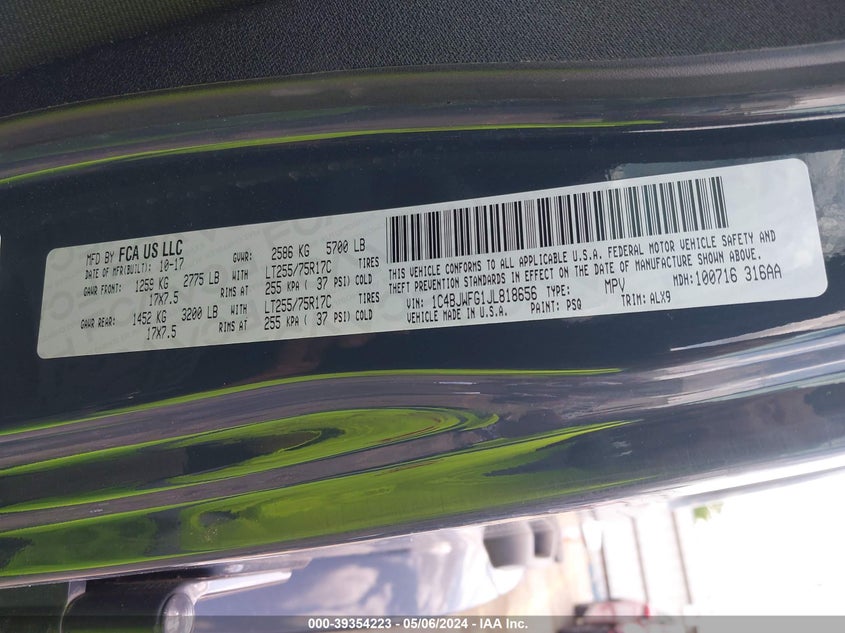 MFD BY FCA US LLC
DATE OF MFR(BUILT) 10-17 GVWR: 2586 KG 5700 LB
GAWR FRONT: 1259 KG 2775 LB WITH LT255/75R17C TIRES
17X7.5 RIMS AT 255 KPA ( 37 PSI) COLD
GAWR REAR: 1452 KG 3200 LB WITH LT255/75R17C TIRES
17X7.5 RIMS AT 255 KPA ( 37 PSI) COLD
THIS VEHICLE CONFORMS TO ALL APPLICABLE U.S.A. FEDERAL MOTOR VEHICLE SAFETY AND
THEFT PREVENTION STANDARDS IN EFFECT ON THE DATE OF MANUFACTURE SHOWN ABOVE.
VIN: 1C4BJWFG1JL818656 TYPE: MPV MDH:100716 316AA
VEHICLE MADE IN U.S.A. PAINT: PSQ TRIM: ALX9
000-39354223 - 05/06/2024 - IAA Inc.